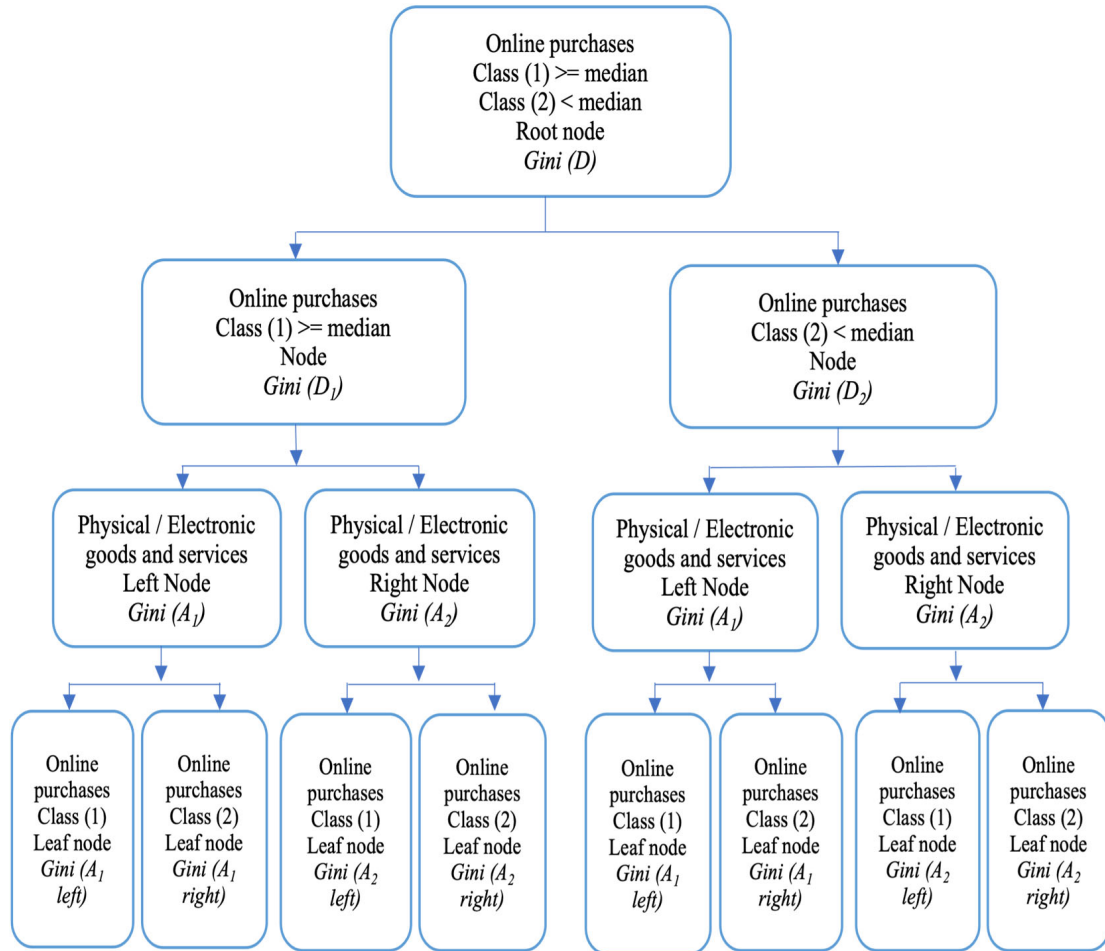 Online purchases
Class (1) >= median
Class (2) < median
Root node
Gini (D)
Online purchases
Class (1) >= median
Node
Gini (D₁)
Online purchases
Class (2) < median
Node
Gini (D₂)
Physical / Electronic
goods and services
Left Node
Gini (A₁)
Physical / Electronic
goods and services
Right Node
Gini (A₂)
Physical / Electronic
goods and services
Left Node
Gini (A₁)
Physical / Electronic
goods and services
Right Node
Gini (A₂)
Online
purchases
Class (1)
Leaf node
Gini (A₁
left)
Online
purchases
Class (2)
Leaf node
Gini (A₁
right)
Online
purchases
Class (1)
Leaf node
Gini (A₂
left)
Online
purchases
Class (2)
Leaf node
Gini (A₂
right)
Online
purchases
Class (1)
Leaf node
Gini (A₁
left)
Online
purchases
Class (2)
Leaf node
Gini (A₁
right)
Online
purchases
Class (1)
Leaf node
Gini (A₂
left)
Online
purchases
Class (2)
Leaf node
Gini (A₂
right)